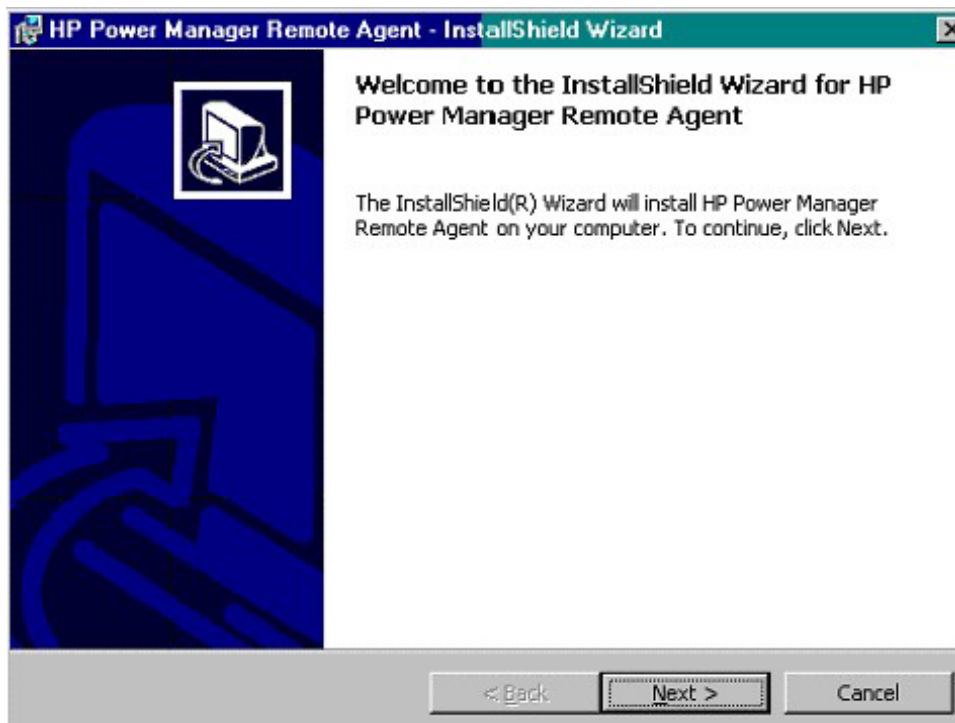 HP Power Manager Remote Agent - InstallShield Wizard
Welcome to the InstallShield Wizard for HP
Power Manager Remote Agent
The InstallShield(R) Wizard will install HP Power Manager
Remote Agent on your computer. To continue, click Next.
< Back
Next >
Cancel